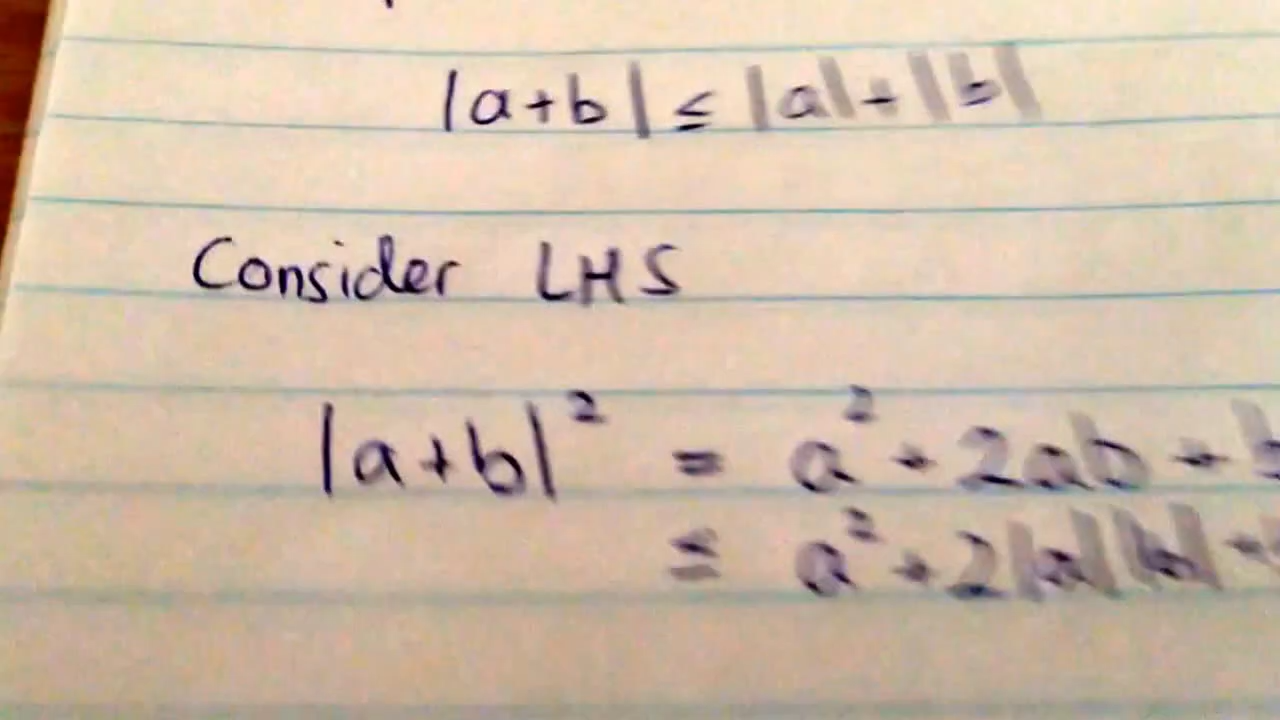 |a+b| ≤ |a| + |b|
Consider LHS
|a+b|² = a² + 2ab +
≤ a² + 2|a||b| +